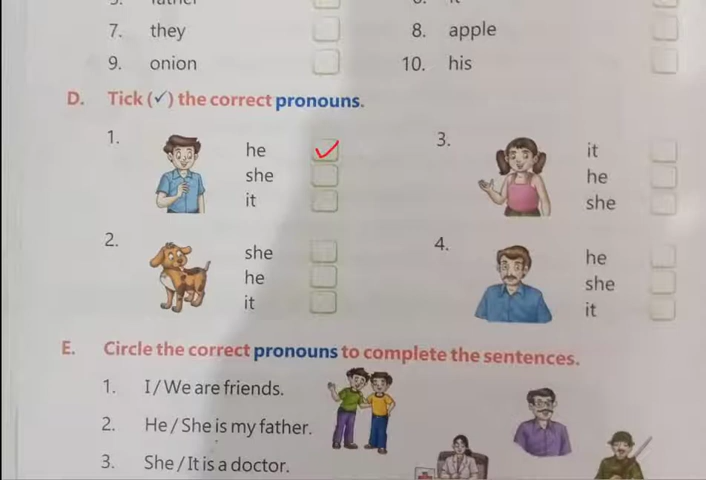 7. they
8. apple
9. onion
10. his
D. Tick (✓) the correct pronouns.
1.
he
she
it
3.
it
he
she
2.
she
he
it
4.
he
she
it
E. Circle the correct pronouns to complete the sentences.
1. I / We are friends.
2. He / She is my father.
3. She / It is a doctor.